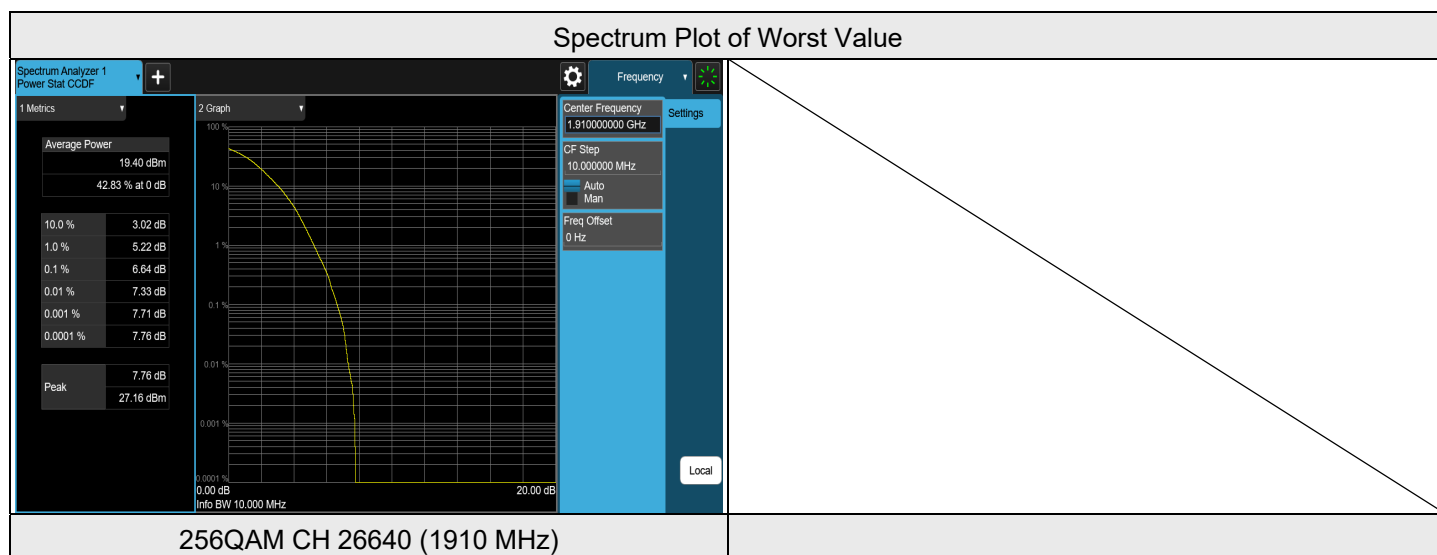 Spectrum Plot of Worst Value
Spectrum Analyzer 1
Power Stat CCDF
+
Frequency
1 Metrics
2 Graph
Average Power
19.40 dBm
42.83 % at 0 dB
10.0 % 3.02 dB
1.0 % 5.22 dB
0.1 % 6.64 dB
0.01 % 7.33 dB
0.001 % 7.71 dB
0.0001 % 7.76 dB
Peak
7.76 dB
27.16 dBm
100 %
10 %
1 %
0.1 %
0.01 %
0.001 %
0.0001 %
0.00 dB 20.00 dB
Info BW 10.000 MHz
Center Frequency
1.910000000 GHz
CF Step
10.000000 MHz
Auto
Man
Freq Offset
0 Hz
Settings
Local
256QAM CH 26640 (1910 MHz)